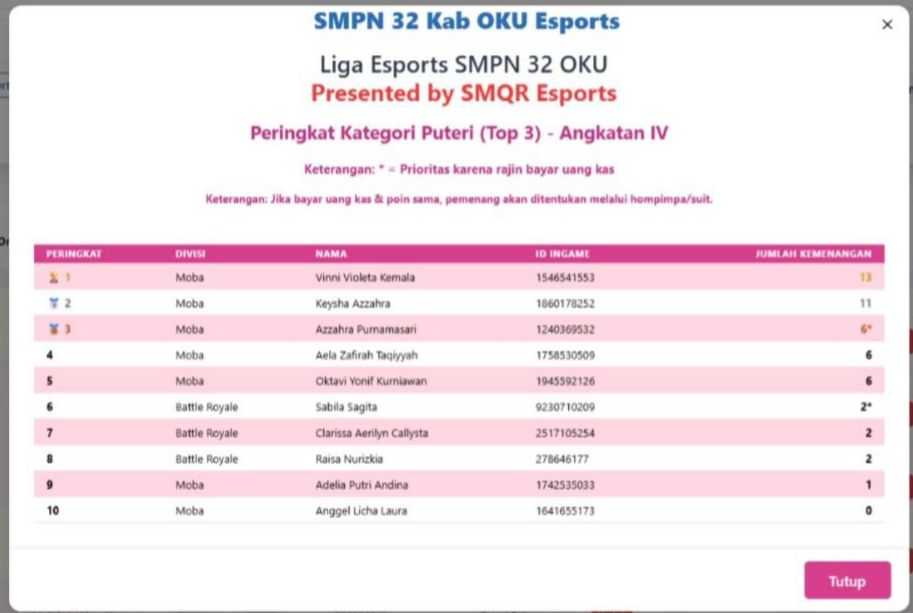 SMPN 32 Kab OKU Esports
×
Liga Esports SMPN 32 OKU
Presented by SMQR Esports
Peringkat Kategori Puteri (Top 3) - Angkatan IV
Keterangan: * = Prioritas karena rajin bayar uang kas
Keterangan: Jika bayar uang kas & poin sama, pemenang akan ditentukan melalui hompimpa/suit.
PERINGKAT DIVISI NAMA ID INGAME JUMLAH KEMENANGAN
1 Moba Vinni Violeta Kemala 1546541553 13
2 Moba Keysha Azzahra 1860178252 11
3 Moba Azzahra Purnamasari 1240369532 6*
4 Moba Aela Zafirah Taqiyyah 1758530509 6
5 Moba Oktavi Yonif Kurniawan 1945592126 6
6 Battle Royale Sabila Sagita 9230710209 2*
7 Battle Royale Clarissa Aerilyn Callysta 2517105254 2
8 Battle Royale Raisa Nurizkia 278646177 2
9 Moba Adelia Putri Andina 1742535033 1
10 Moba Anggel Licha Laura 1641655173 0
Tutup